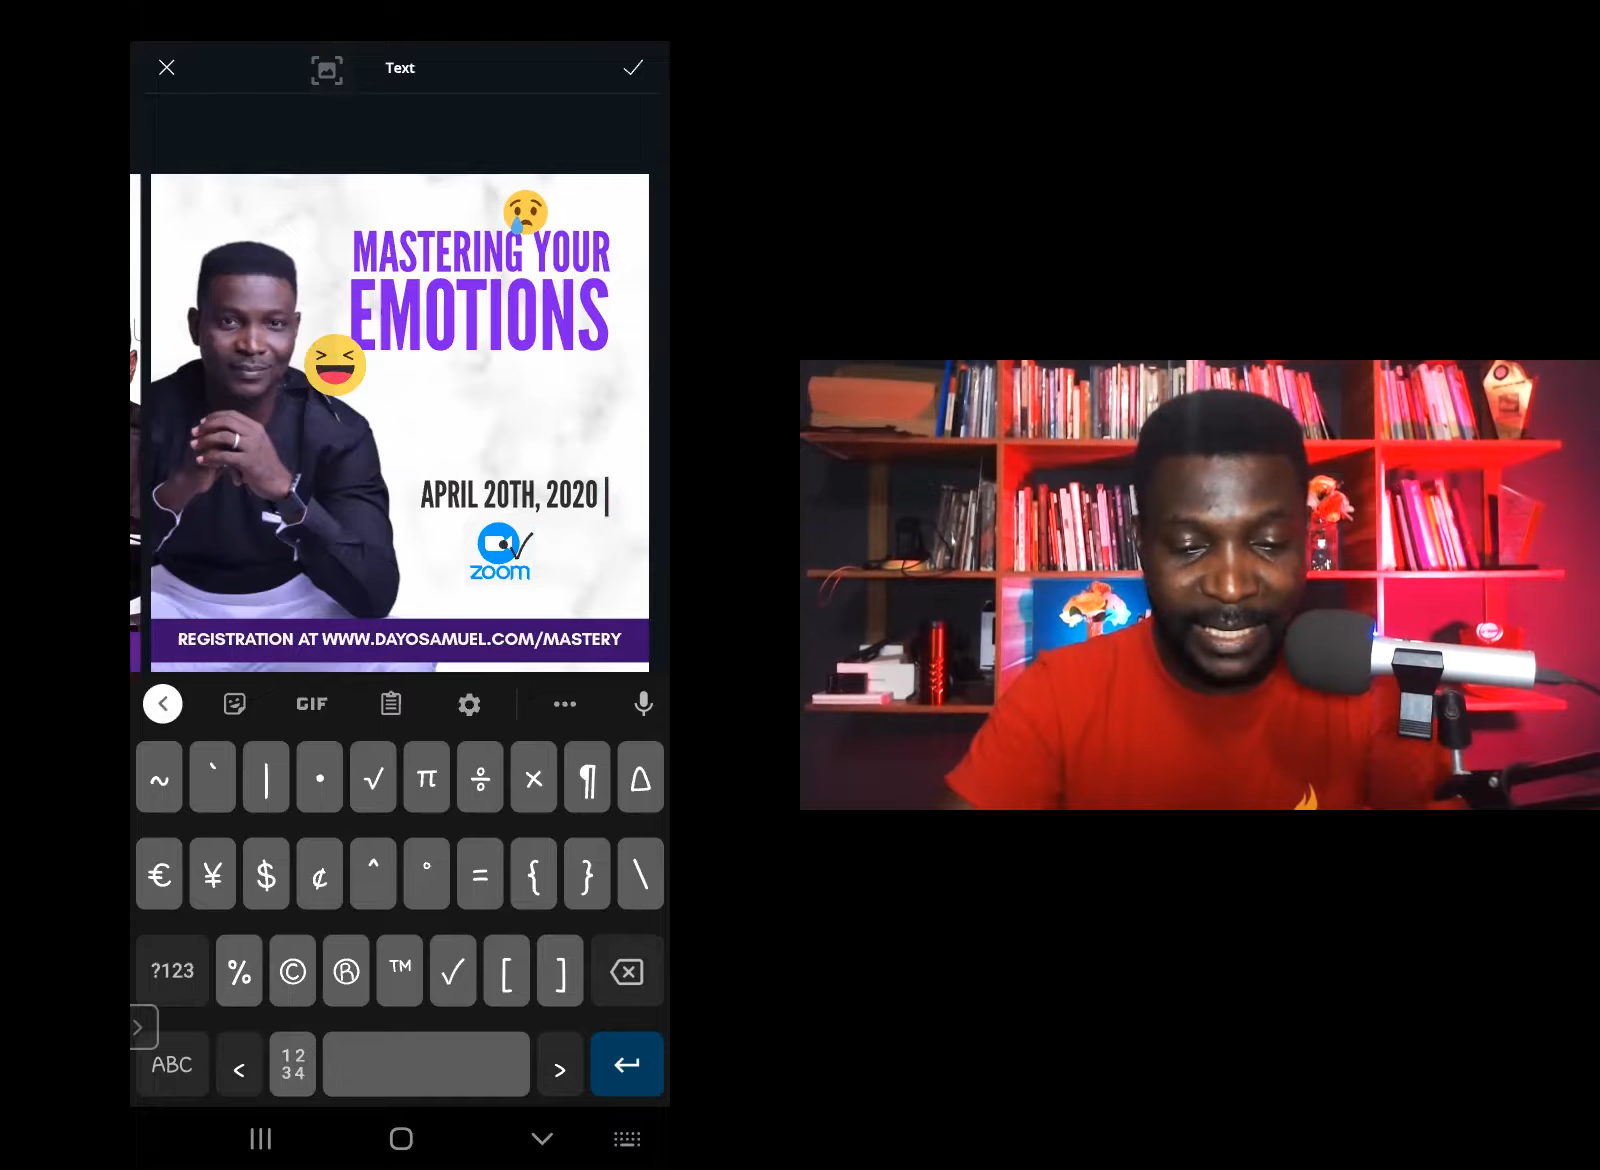 Text
MASTERING YOUR
EMOTIONS
APRIL 20TH, 2020 |
zoom
REGISTRATION AT WWW.DAYOSAMUEL.COM/MASTERY
GIF
~ ` | • √ π ÷ × ¶ Δ
€ ¥ $ ¢ ^ ° = { } \
?123 % © ® ™ ✓ [ ]
ABC < 12 34 >